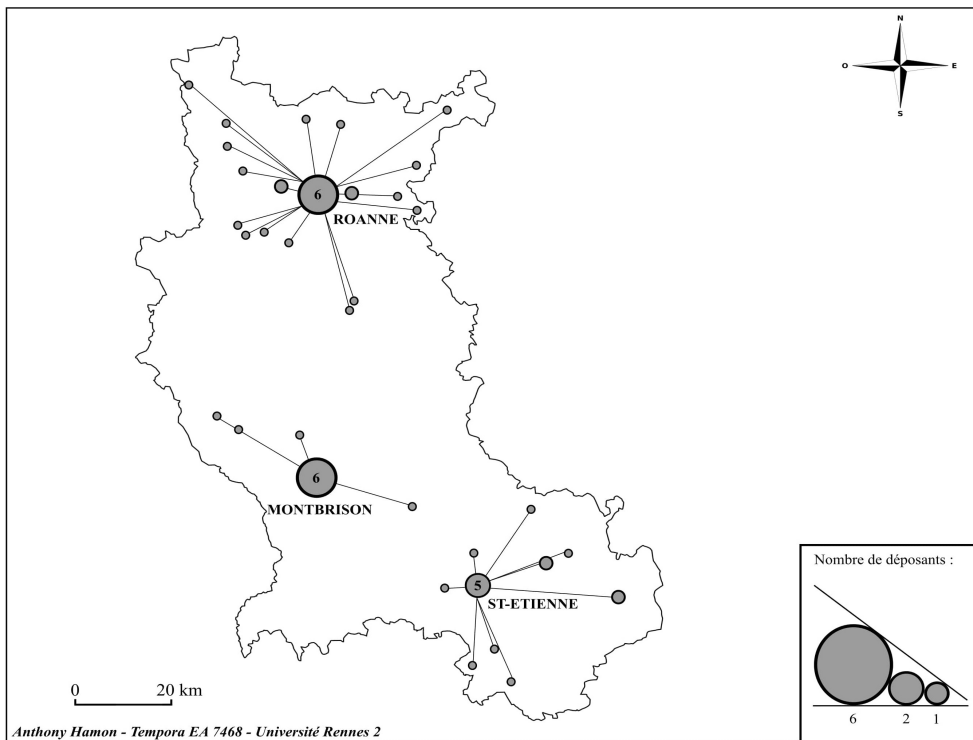 N
O
E
S
6
ROANNE
6
MONTBRISON
5
ST-ETIENNE
Nombre de déposants :
6 2 1
0 20 km
Anthony Hamon - Tempora EA 7468 - Université Rennes 2